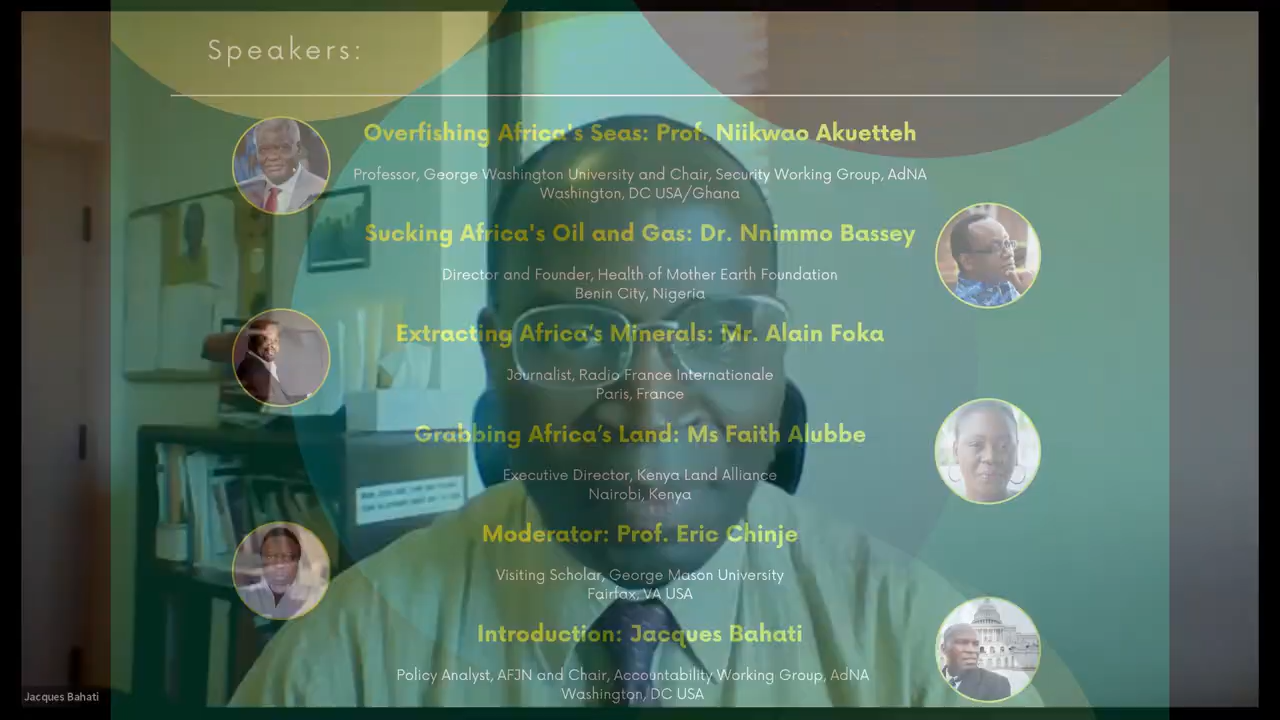 Speakers:
Overfishing Africa's Seas: Prof. Niikwao Akuetteh
Professor, George Washington University and Chair, Security Working Group, AdNA
Washington, DC USA/Ghana
Sucking Africa's Oil and Gas: Dr. Nnimmo Bassey
Director and Founder, Health of Mother Earth Foundation
Benin City, Nigeria
Extracting Africa’s Minerals: Mr. Alain Foka
Journalist, Radio France Internationale
Paris, France
Grabbing Africa’s Land: Ms Faith Alubbe
Executive Director, Kenya Land Alliance
Nairobi, Kenya
Moderator: Prof. Eric Chinje
Visiting Scholar, George Mason University
Fairfax, VA USA
Introduction: Jacques Bahati
Policy Analyst, AFJN and Chair, Accountability Working Group, AdNA
Washington, DC USA
Jacques Bahati